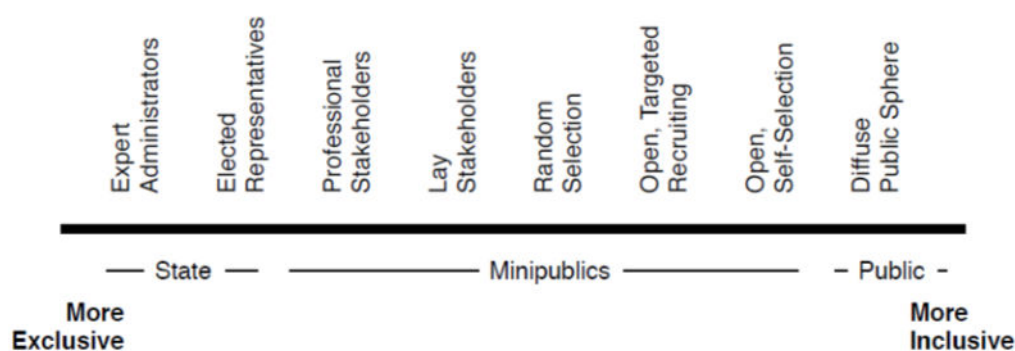 Expert
Administrators
Elected
Representatives
Professional
Stakeholders
Lay
Stakeholders
Random
Selection
Open, Targeted
Recruiting
Open,
Self-Selection
Diffuse
Public Sphere
State
Minipublics
Public
More
Exclusive
More
Inclusive